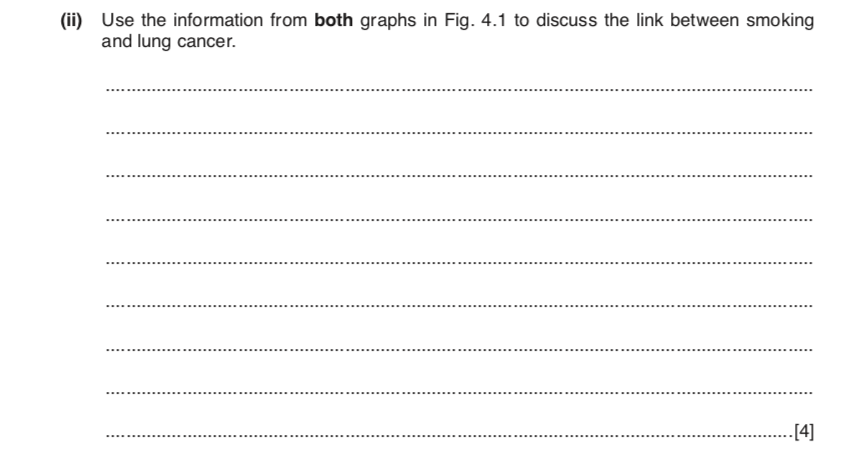 (ii) Use the information from both graphs in Fig. 4.1 to discuss the link between smoking
and lung cancer.
[4]